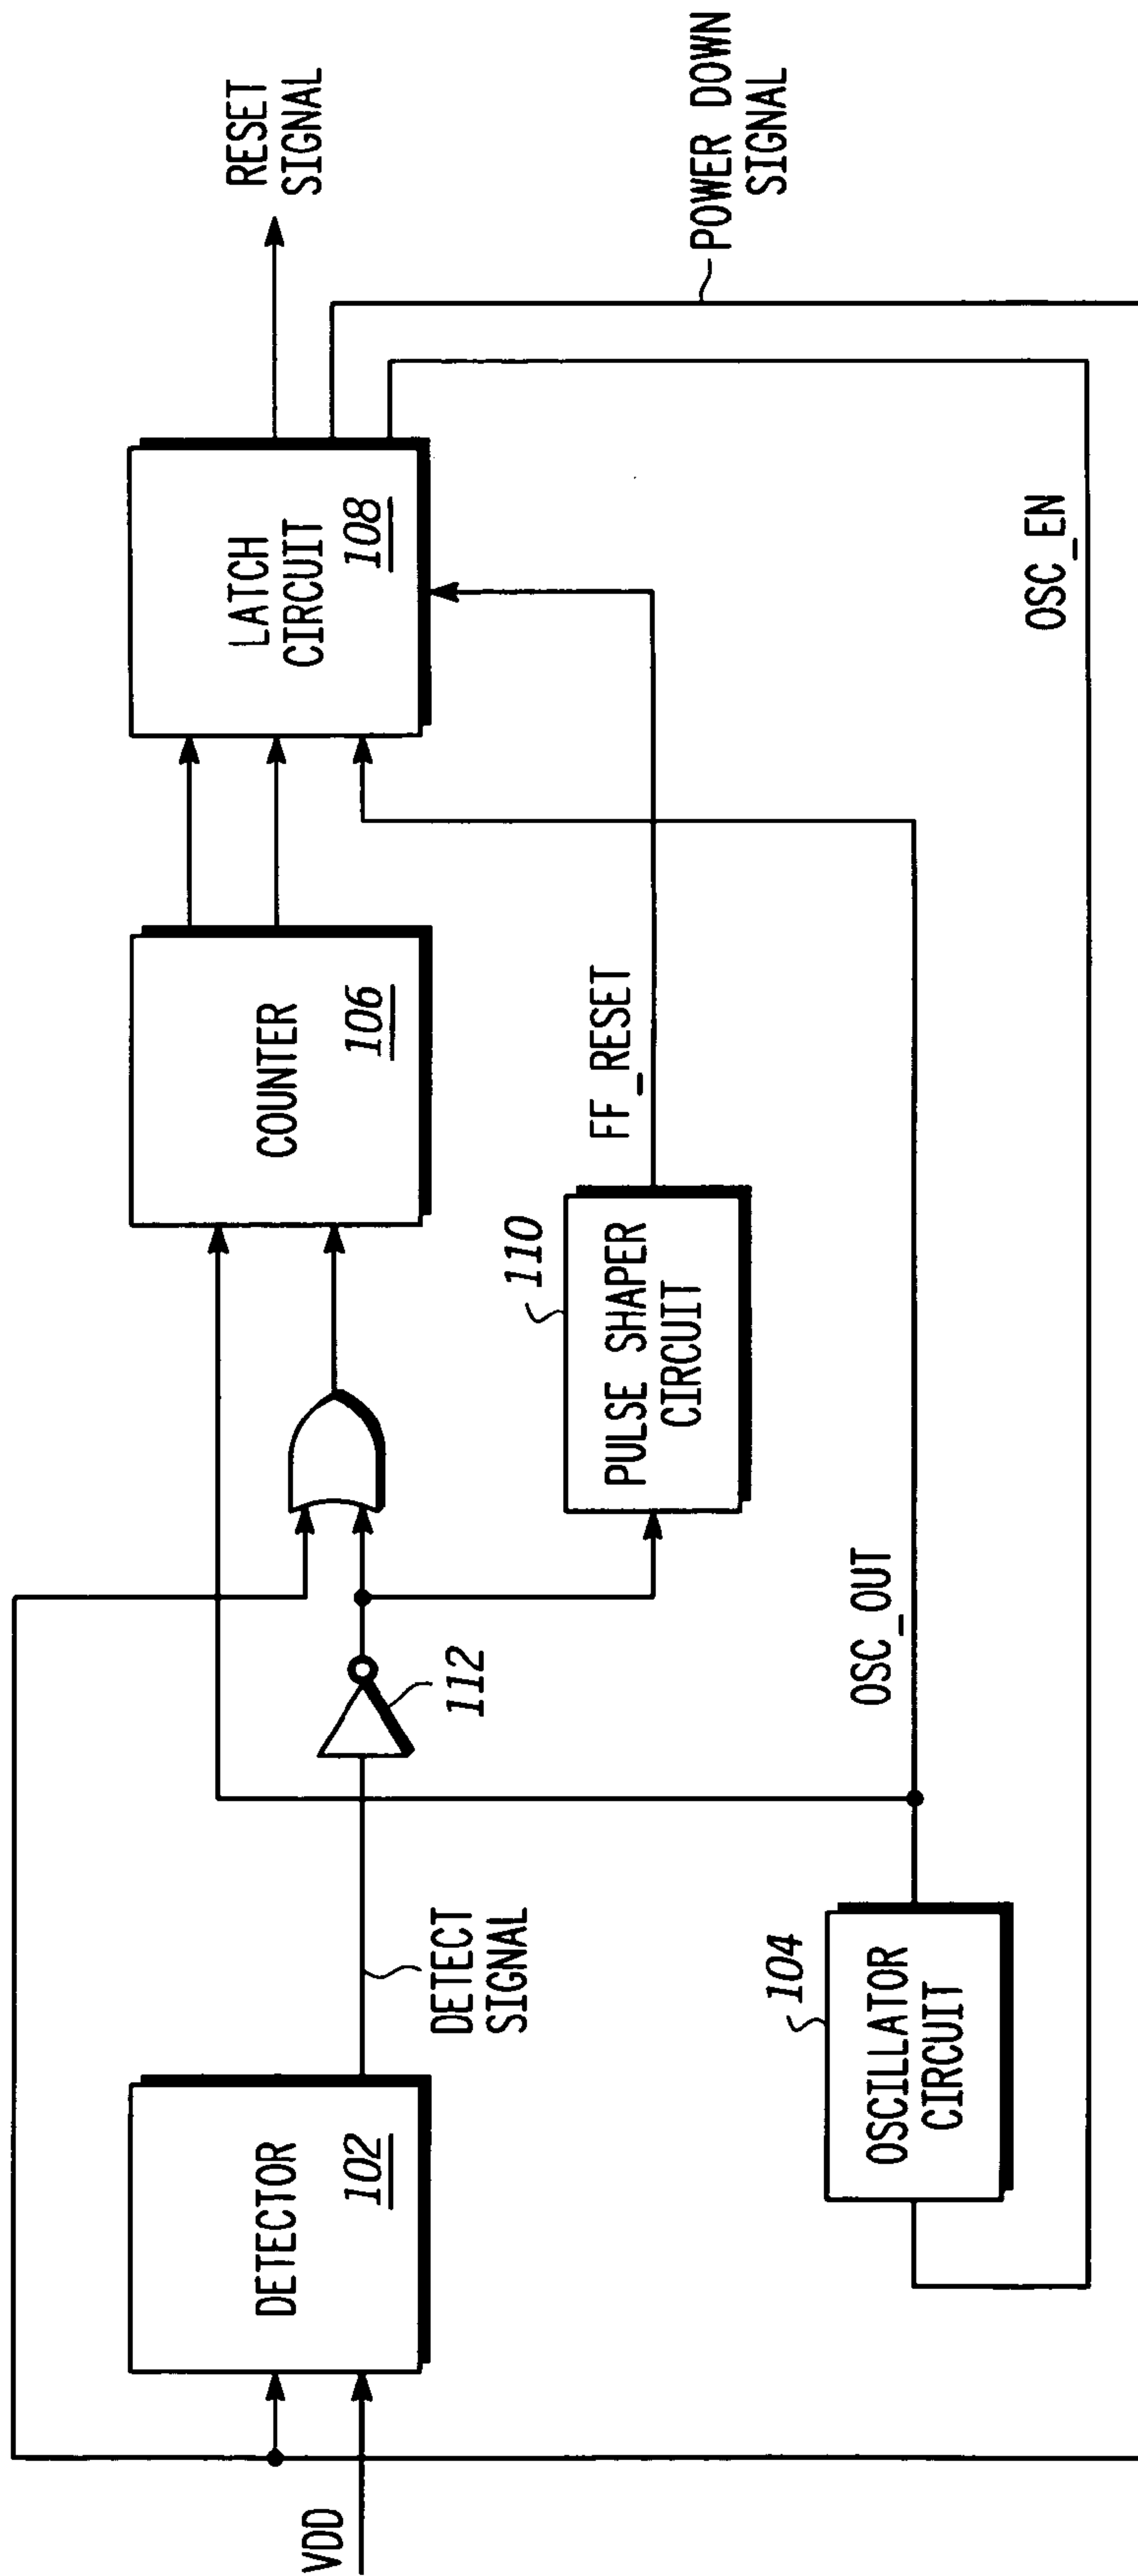 RESET
SIGNAL
POWER DOWN
SIGNAL
LATCH
CIRCUIT
108
OSC_EN
COUNTER
106
FF_RESET
110
PULSE SHAPER
CIRCUIT
112
OSC_OUT
DETECT
SIGNAL
104
OSCILLATOR
CIRCUIT
DETECTOR
102
VDD